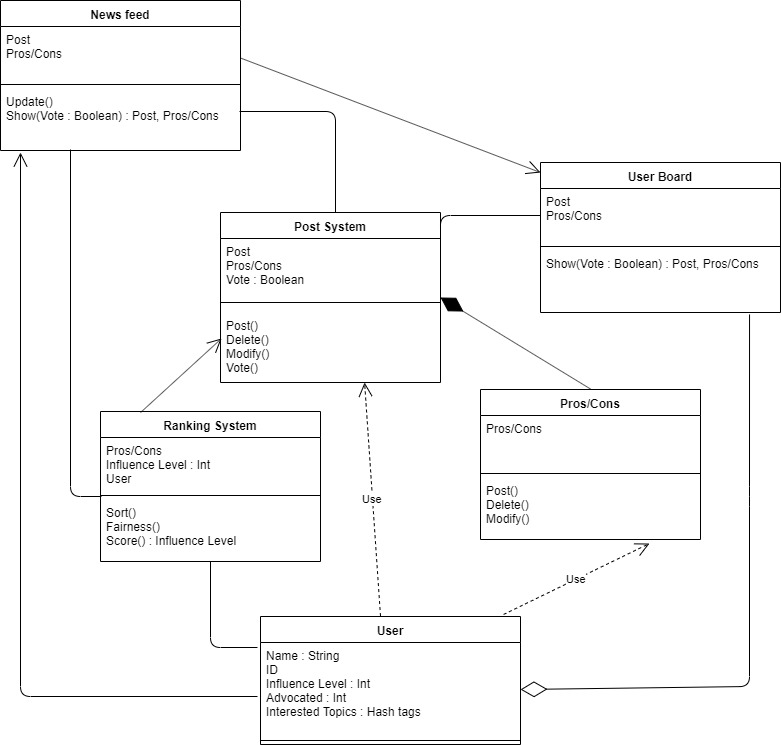 News feed
Post
Pros/Cons
Update()
Show(Vote : Boolean) : Post, Pros/Cons
User Board
Post
Pros/Cons
Show(Vote : Boolean) : Post, Pros/Cons
Post System
Post
Pros/Cons
Vote : Boolean
Post()
Delete()
Modify()
Vote()
Pros/Cons
Pros/Cons
Post()
Delete()
Modify()
Ranking System
Pros/Cons
Influence Level : Int
User
Sort()
Fairness()
Score() : Influence Level
Use
Use
User
Name : String
ID
Influence Level : Int
Advocated : Int
Interested Topics : Hash tags